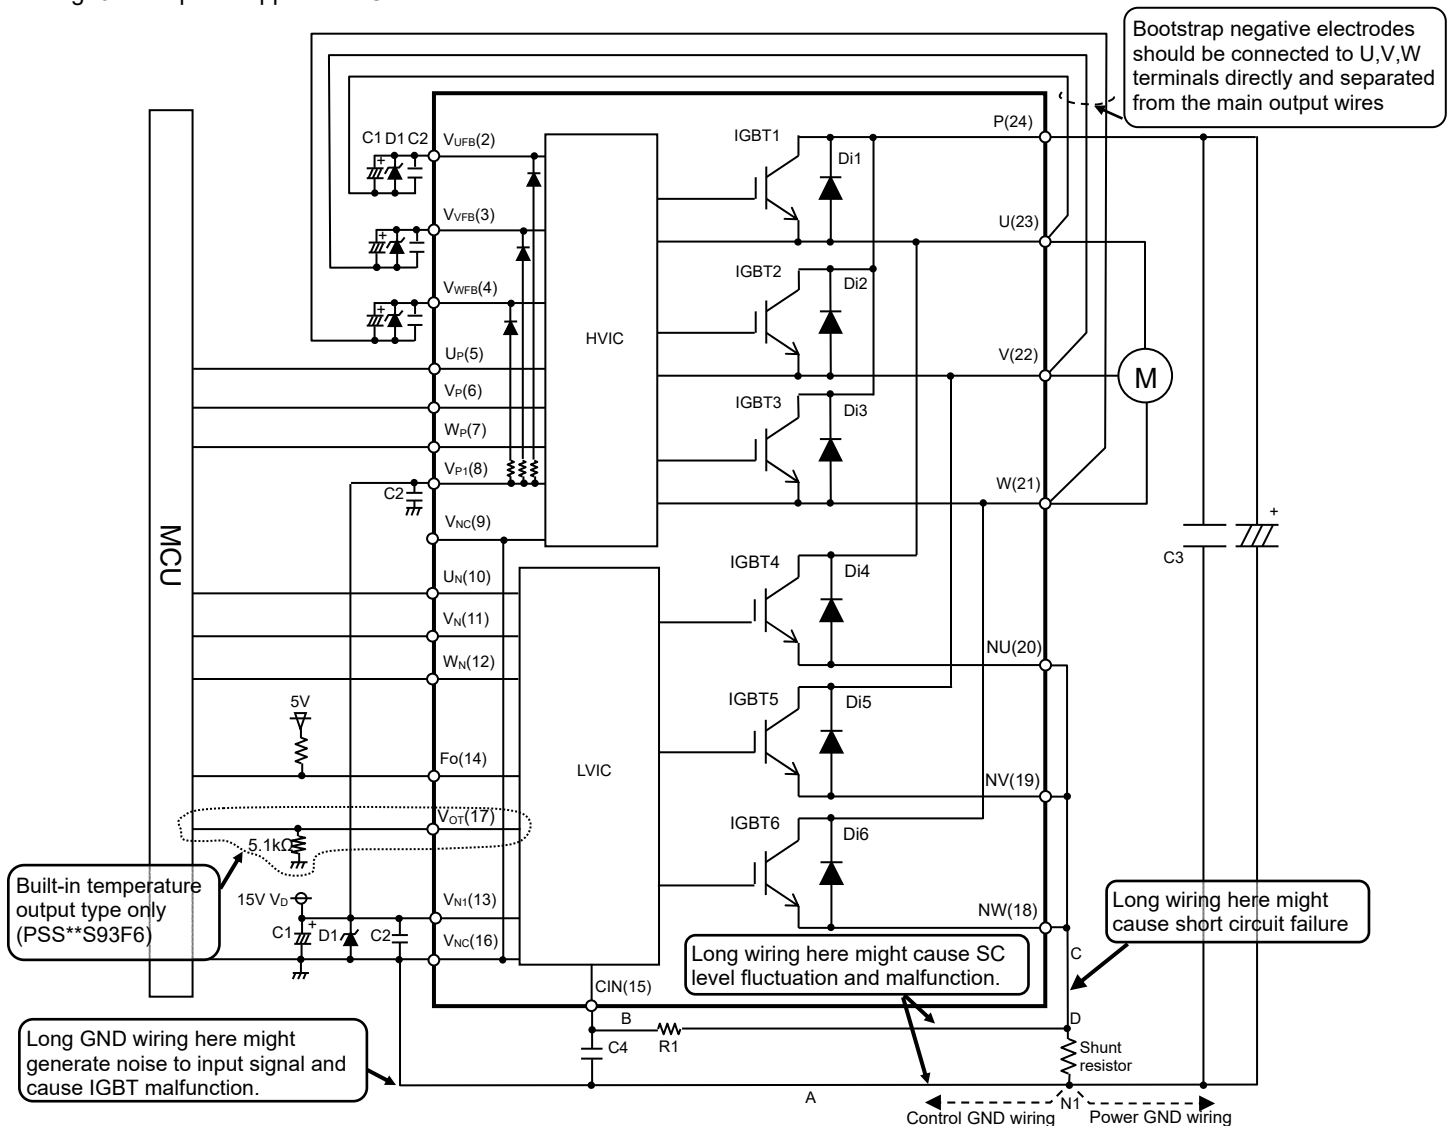 Bootstrap negative electrodes
should be connected to U,V,W
terminals directly and separated
from the main output wires
C1 D1 C2
+
VUFB(2)
IGBT1
P(24)
Di1
VVFB(3)
+
U(23)
IGBT2
Di2
VWFB(4)
+
HVIC
UP(5)
V(22)
M
VP(6)
IGBT3
Di3
WP(7)
VP1(8)
W(21)
C2
VNC(9)
+
C3
MCU
IGBT4
Di4
UN(10)
VN(11)
NU(20)
WN(12)
5V
IGBT5
Di5
Fo(14)
LVIC
NV(19)
VOT(17)
IGBT6
Di6
5.1kΩ
Built-in temperature
output type only
(PSS**S93F6)
15V VD
VN1(13)
NW(18)
Long wiring here might
cause short circuit failure
C1
+
D1
C2
VNC(16)
Long wiring here might cause SC
level fluctuation and malfunction.
C
CIN(15)
B
D
R1
C4
Shunt
resistor
Long GND wiring here might
generate noise to input signal and
cause IGBT malfunction.
A
N1
Control GND wiring
Power GND wiring